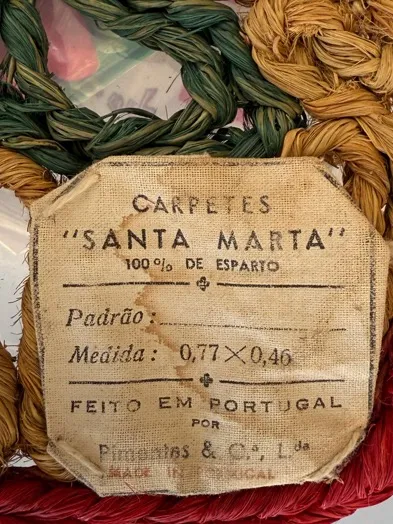 CARPETES
"SANTA MARTA"
100% DE ESPARTO
Padrão:
Medida: 0,77×0,46
FEITO EM PORTUGAL
POR
Pimentas & C.ª, L.da
MADE IN PORTUGAL